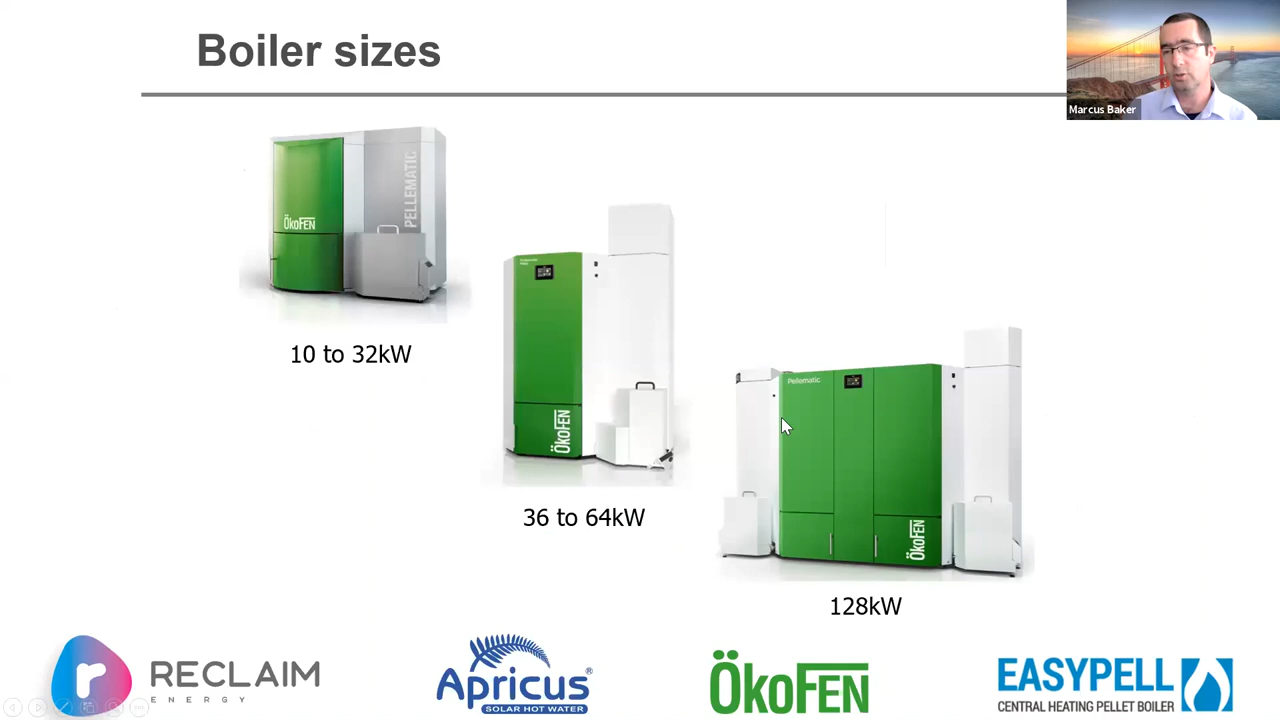 Boiler sizes
Marcus Baker
ÖkoFEN
PELLEMATIC
10 to 32kW
ÖkoFEN
36 to 64kW
Pellematic
ÖkoFEN
128kW
r RECLAIM
ENERGY
Apricus®
SOLAR HOT WATER
ÖkoFEN
EASYPELL
CENTRAL HEATING PELLET BOILER